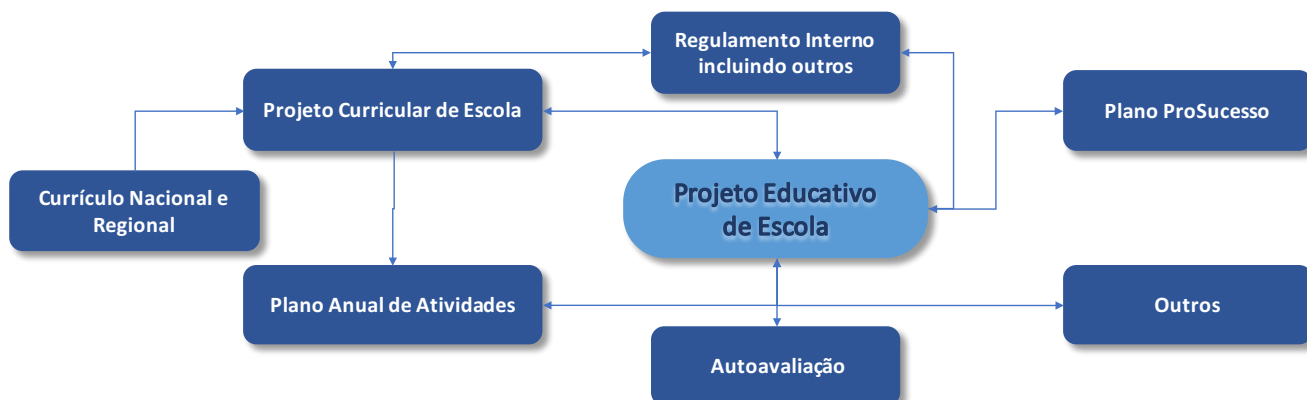 Regulamento Interno
incluindo outros
Projeto Curricular de Escola
Plano ProSucesso
Currículo Nacional e
Regional
Projeto Educativo
de Escola
Plano Anual de Atividades
Outros
Autoavaliação